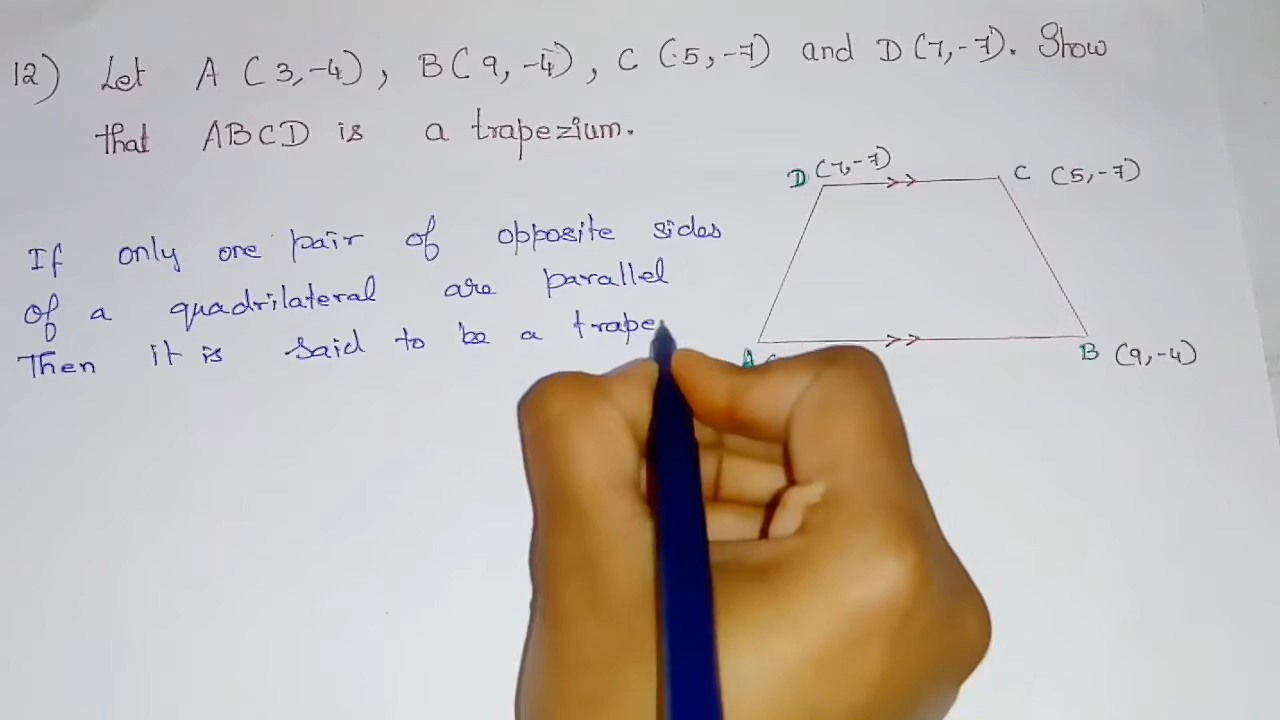 12) Let A (3,-4), B(9,-4), C (5,-7) and D(7,-7). Show
that ABCD is a trapezium.
D (7,-7)
C (5,-7)
If only one pair of opposite sides
of a quadrilateral are parallel
Then it is said to be a trape
A
B (9,-4)